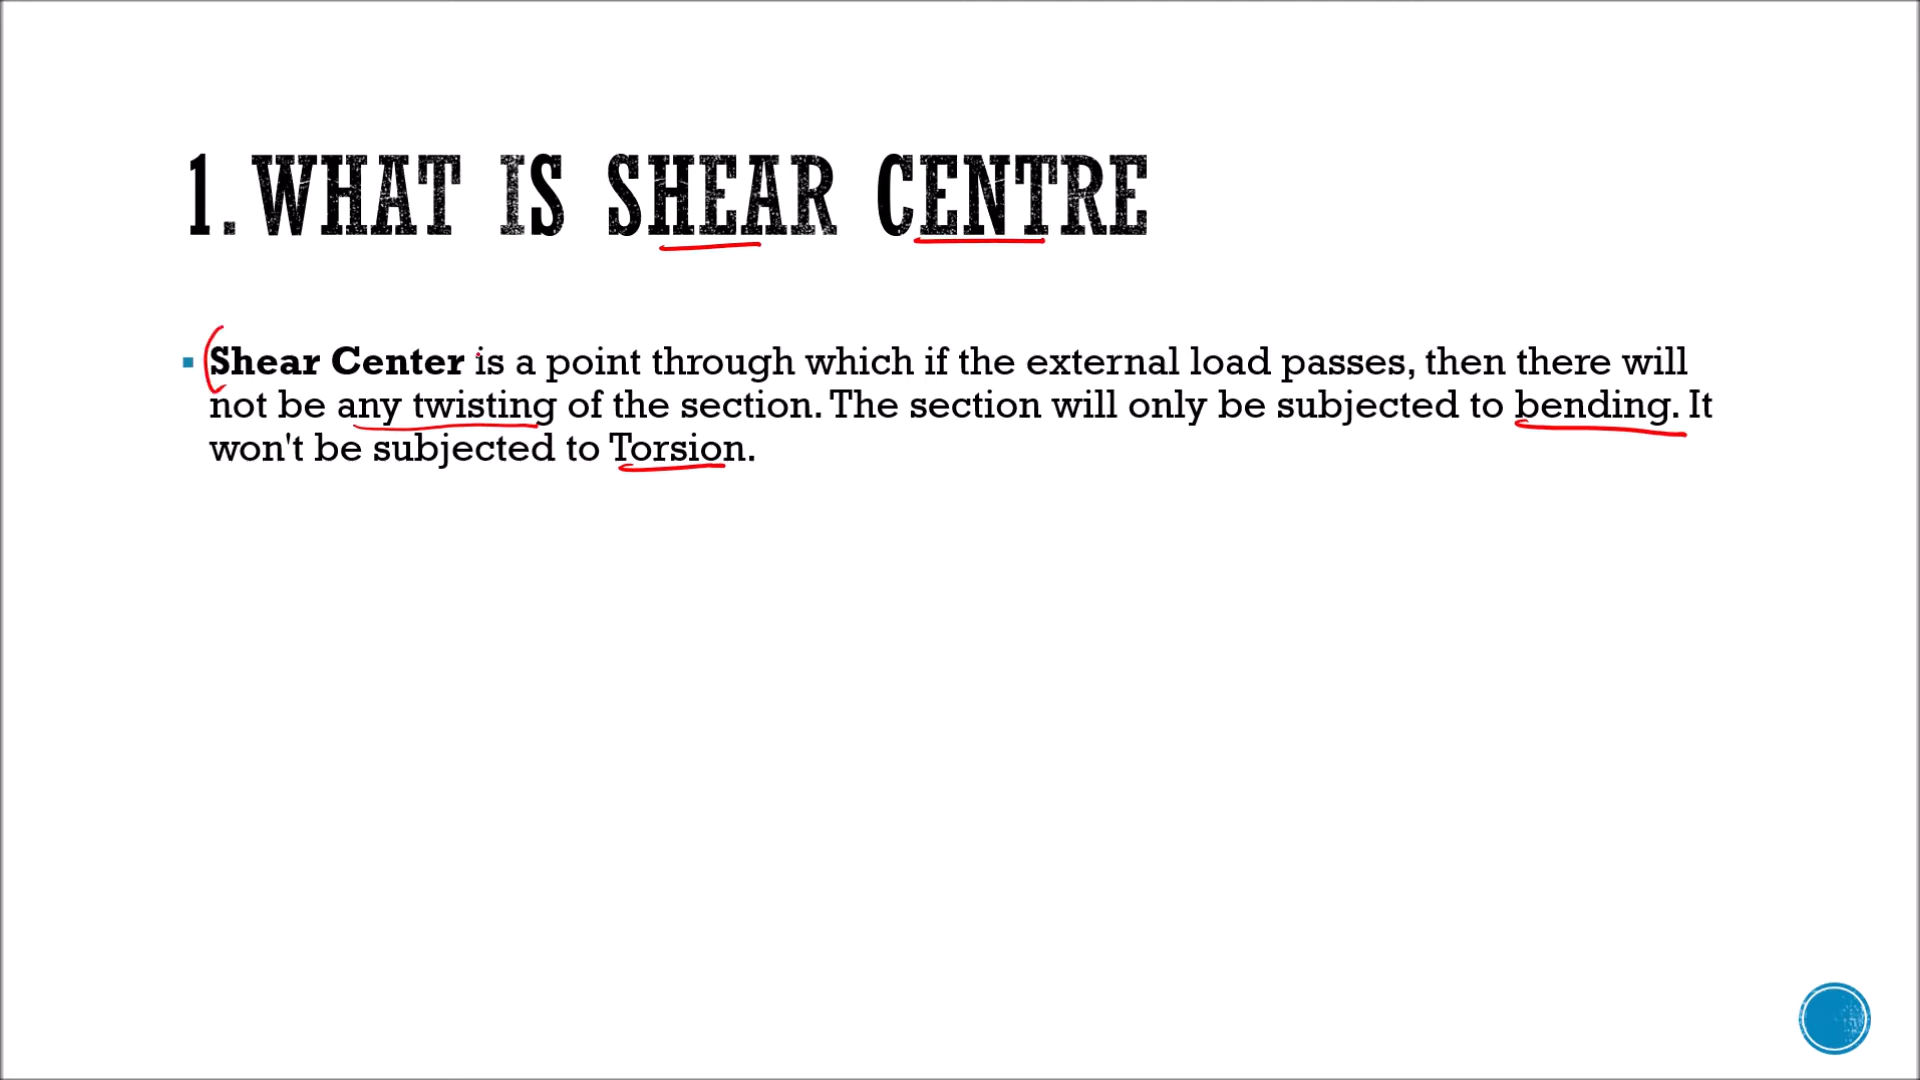 1. WHAT IS SHEAR CENTRE
Shear Center is a point through which if the external load passes, then there will
not be any twisting of the section. The section will only be subjected to bending. It
won't be subjected to Torsion.